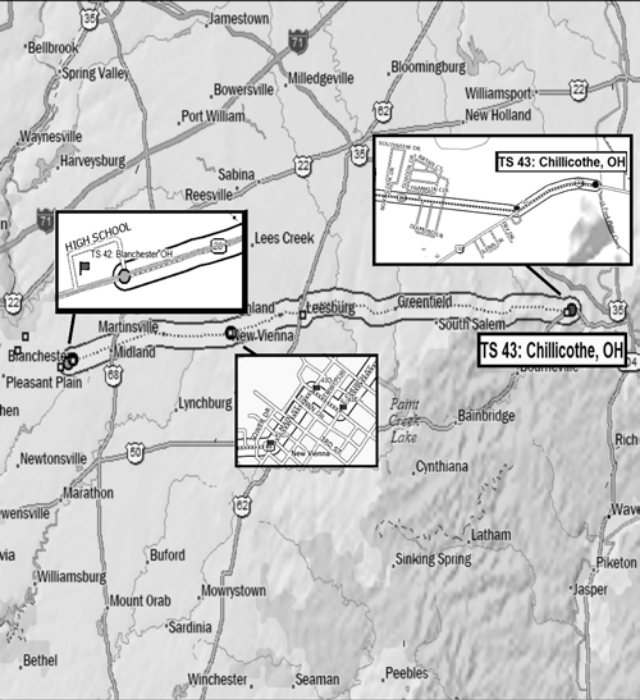 Jamestown
35
71
Bellbrook
Spring Valley
Bloomingburg
Milledgeville
Bowersville
Williamsport
22
Port William
62
New Holland
Waynesville
35
Harveysburg
22
Sabina
Reesville
SOUTHVIEW DR
TS 43: Chillicothe, OH
FRANKLIN
71
HIGH SCHOOL
TS 42: Blanchester OH
28
Lees Creek
22
Martinsville
Leesburg
Greenfield
35
South Salem
New Vienna
TS 43: Chillicothe, OH
Midland
Pleasant Plain
68
New Vienna
Lynchburg
Paint
Creek
Lake
Bainbridge
50
Newtonsville
Cynthiana
Marathon
62
Latham
Buford
Sinking Spring
Piketon
Williamsburg
Mowrystown
Jasper
Mount Orab
Sardinia
Bethel
Winchester
Seaman
Peebles